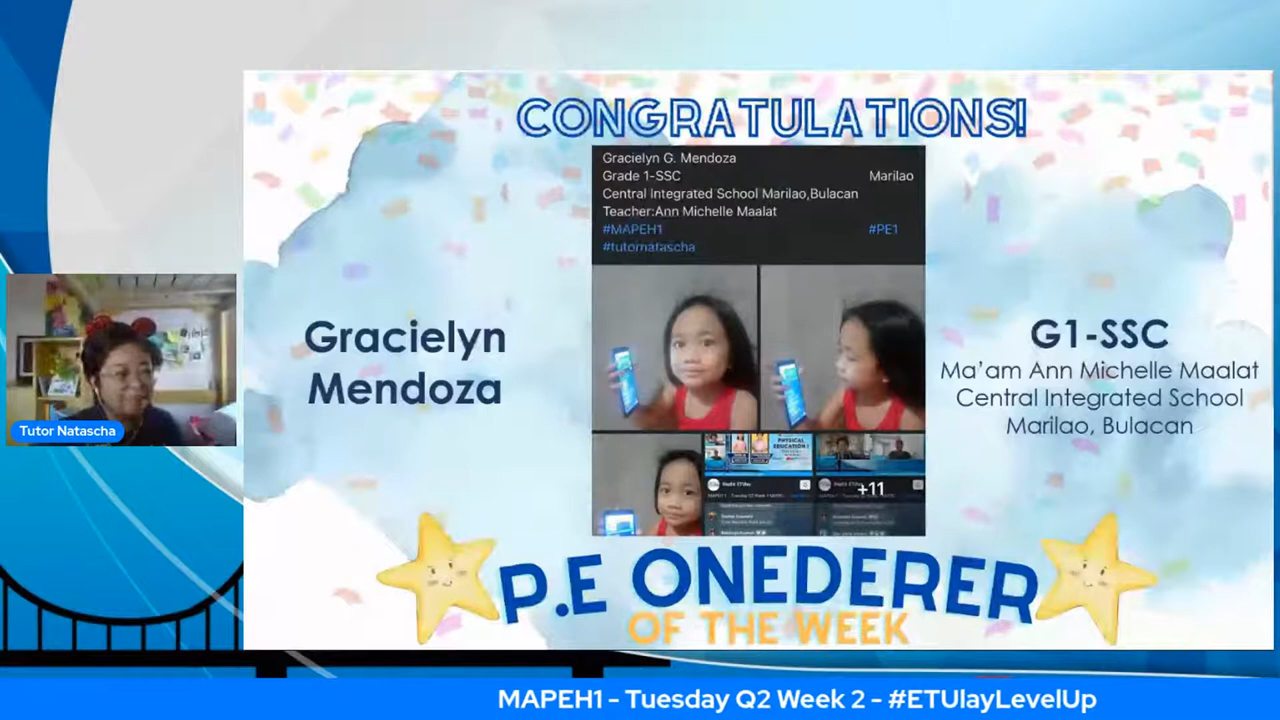 CONGRATULATIONS!
Gracielyn G. Mendoza
Grade 1-SSC Marilao
Central Integrated School Marilao,Bulacan
Teacher:Ann Michelle Maalat
#MAPEH1 #PE1
#tutornatascha
Gracielyn
Mendoza
G1-SSC
Ma'am Ann Michelle Maalat
Central Integrated School
Marilao, Bulacan
PHYSICAL
EDUCATION 1
+11
Tutor Natascha
P.E ONEDERER
OF THE WEEK
MAPEH1 - Tuesday Q2 Week 2 - #ETUlayLevelUp